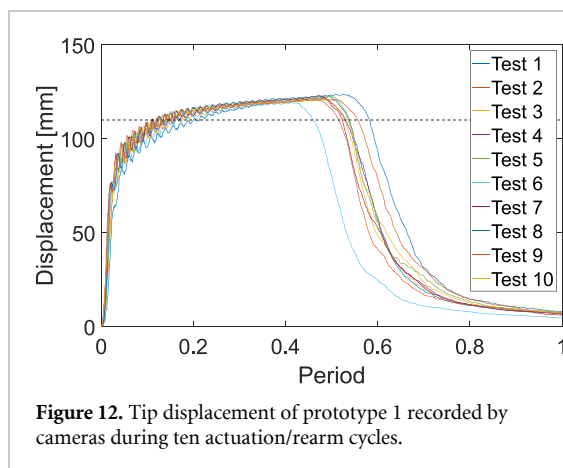 150
100
50
0
Displacement [mm]
0
0.2
0.4
0.6
0.8
1
Period
Test 1
Test 2
Test 3
Test 4
Test 5
Test 6
Test 7
Test 8
Test 9
Test 10
Figure 12. Tip displacement of prototype 1 recorded by
cameras during ten actuation/rearm cycles.